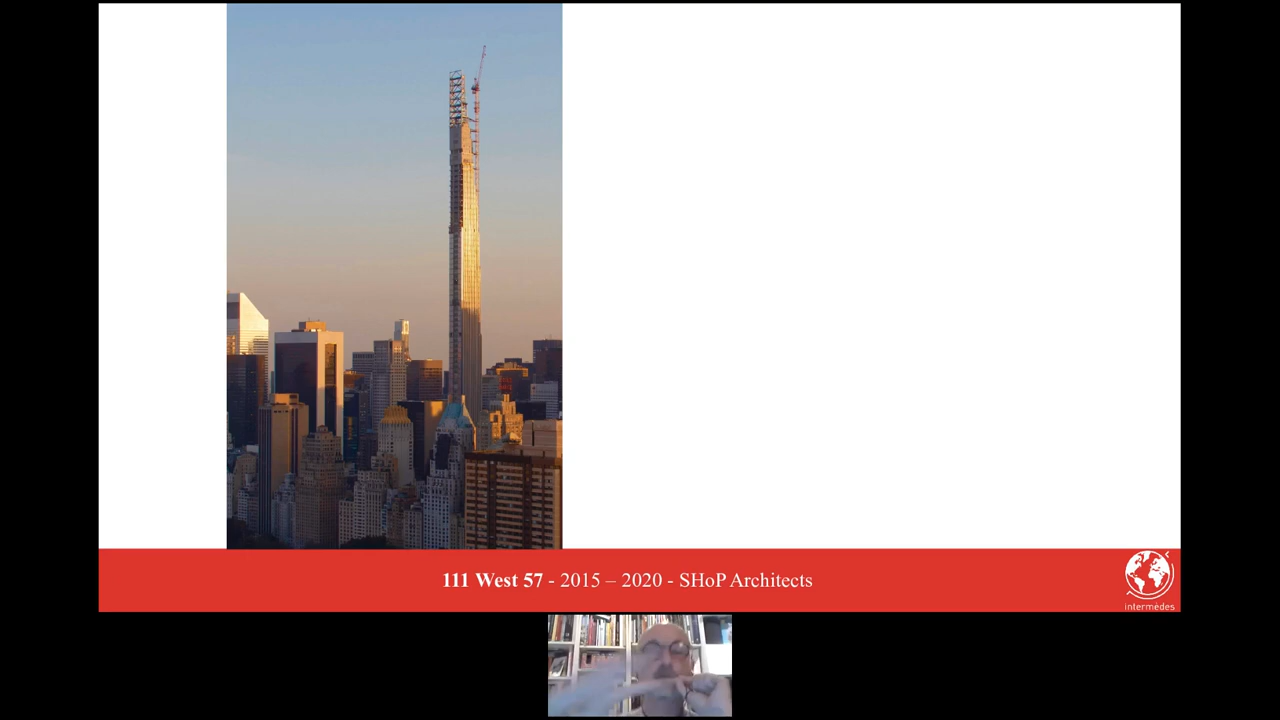 111 West 57 - 2015 – 2020 - SHoP Architects
intermèdes